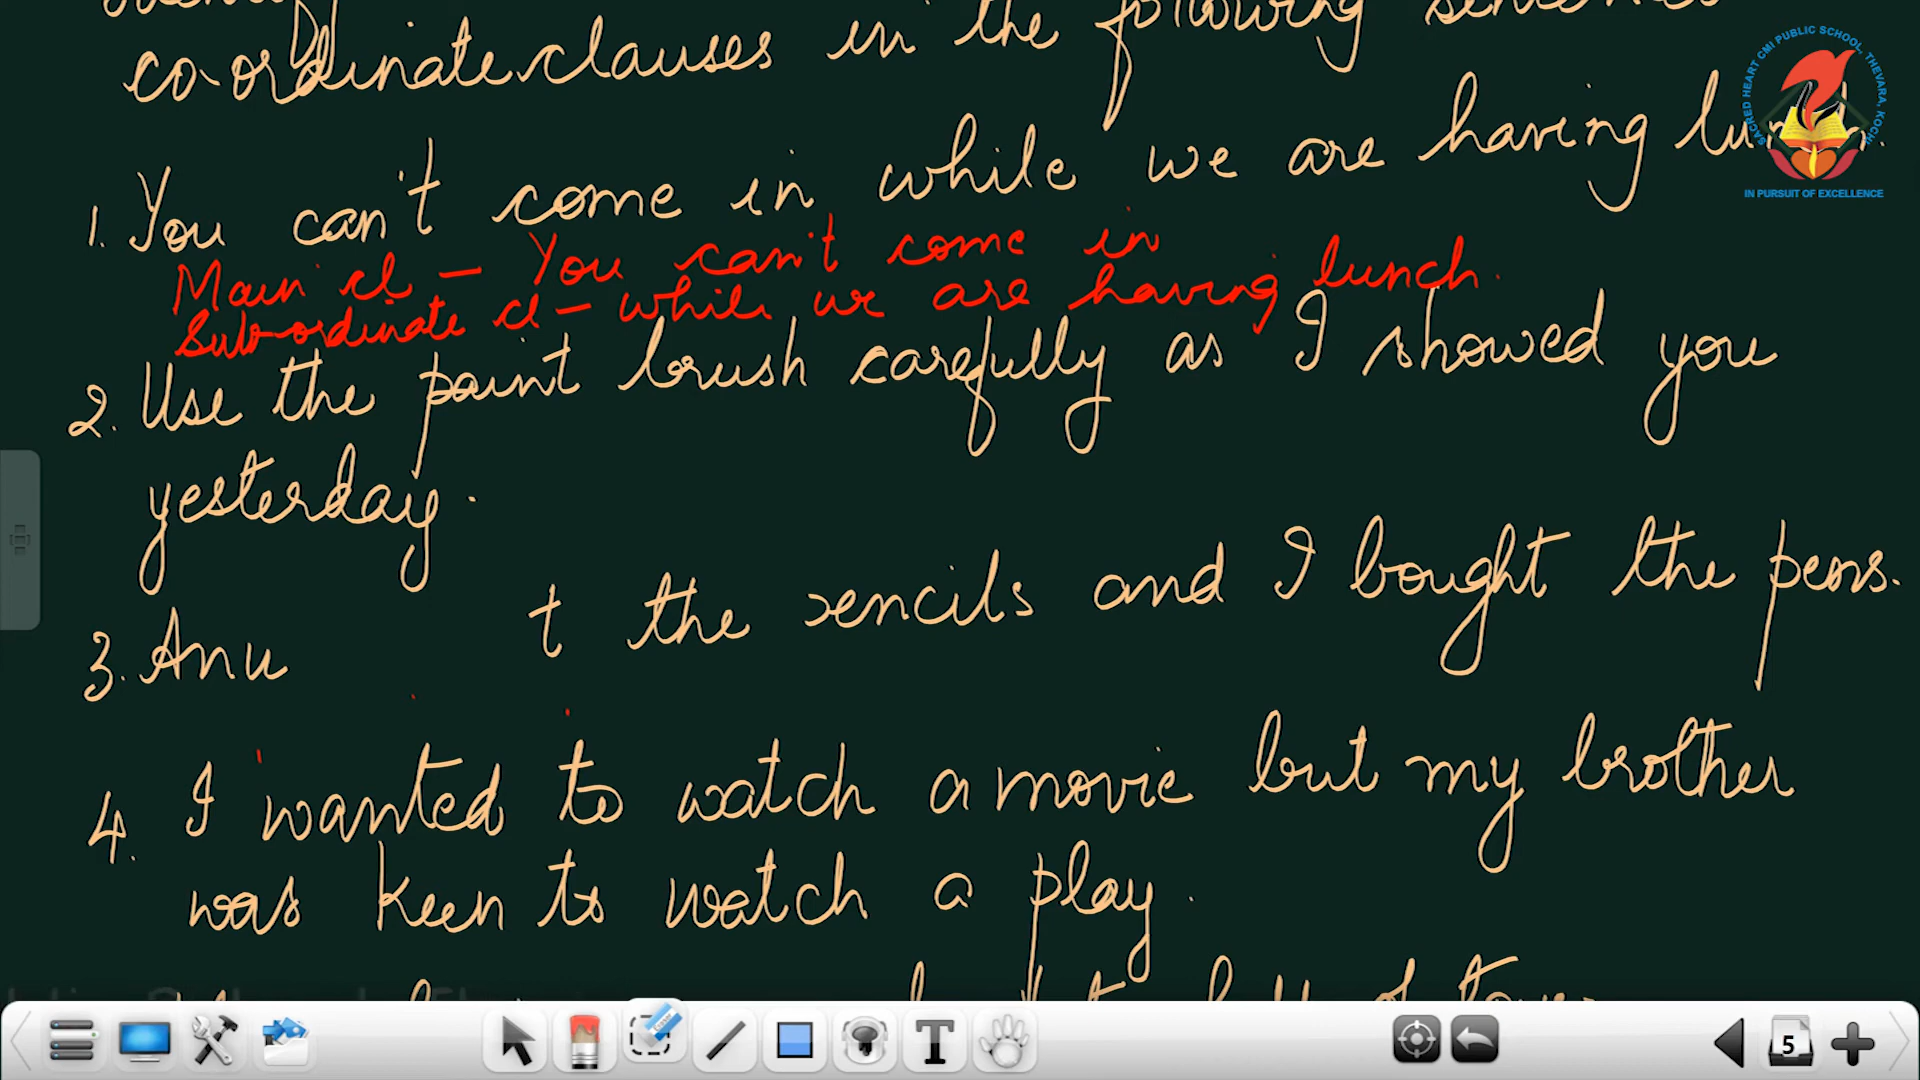 co-ordinate clauses in the following
1. You can't come in while we are having
Main cl – You can't come in
Subordinate cl – while we are having lunch.
2. Use the paint brush carefully as I showed you
yesterday.
3. Anu t the pencils and I bought the pens.
4. I wanted to watch a movie but my brother
was keen to watch a play.
SACRED HEART CMI PUBLIC SCHOOL, THEVARA, KOCHI
IN PURSUIT OF EXCELLENCE
T
5